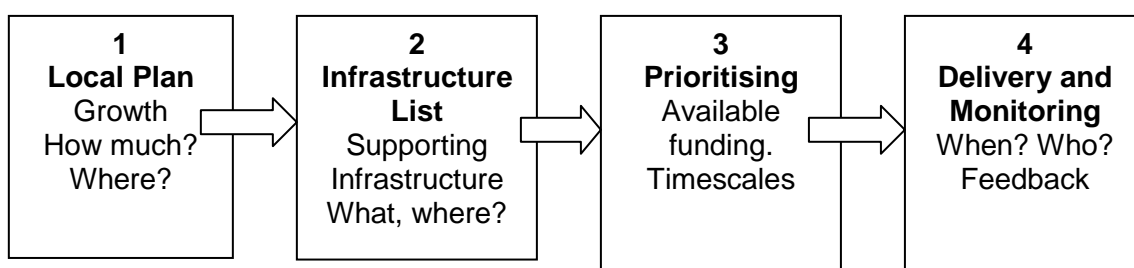 1
Local Plan
Growth
How much?
Where?
2
Infrastructure
List
Supporting
Infrastructure
What, where?
3
Prioritising
Available
funding.
Timescales
4
Delivery and
Monitoring
When? Who?
Feedback